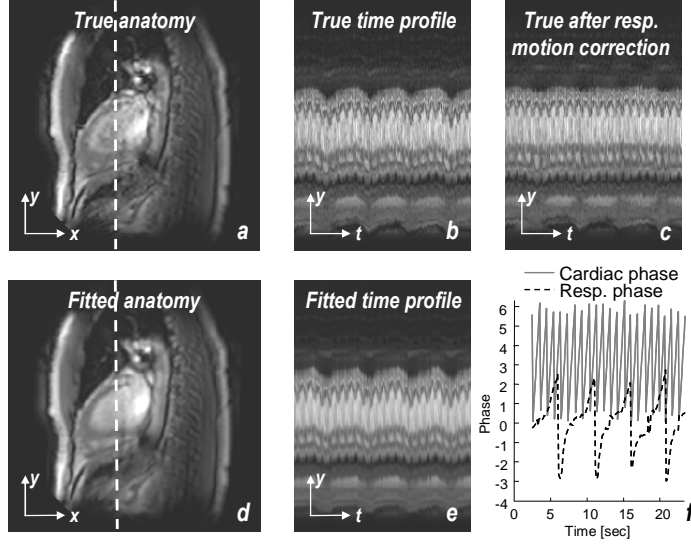 True anatomy
y
x
a
True time profile
y
t
b
True after resp.
motion correction
y
t
c
Fitted anatomy
y
x
d
Fitted time profile
y
t
e
Cardiac phase
Resp. phase
6
5
4
3
2
1
0
-1
-2
-3
-4
Phase
0
5
10
15
20
Time [sec]
f